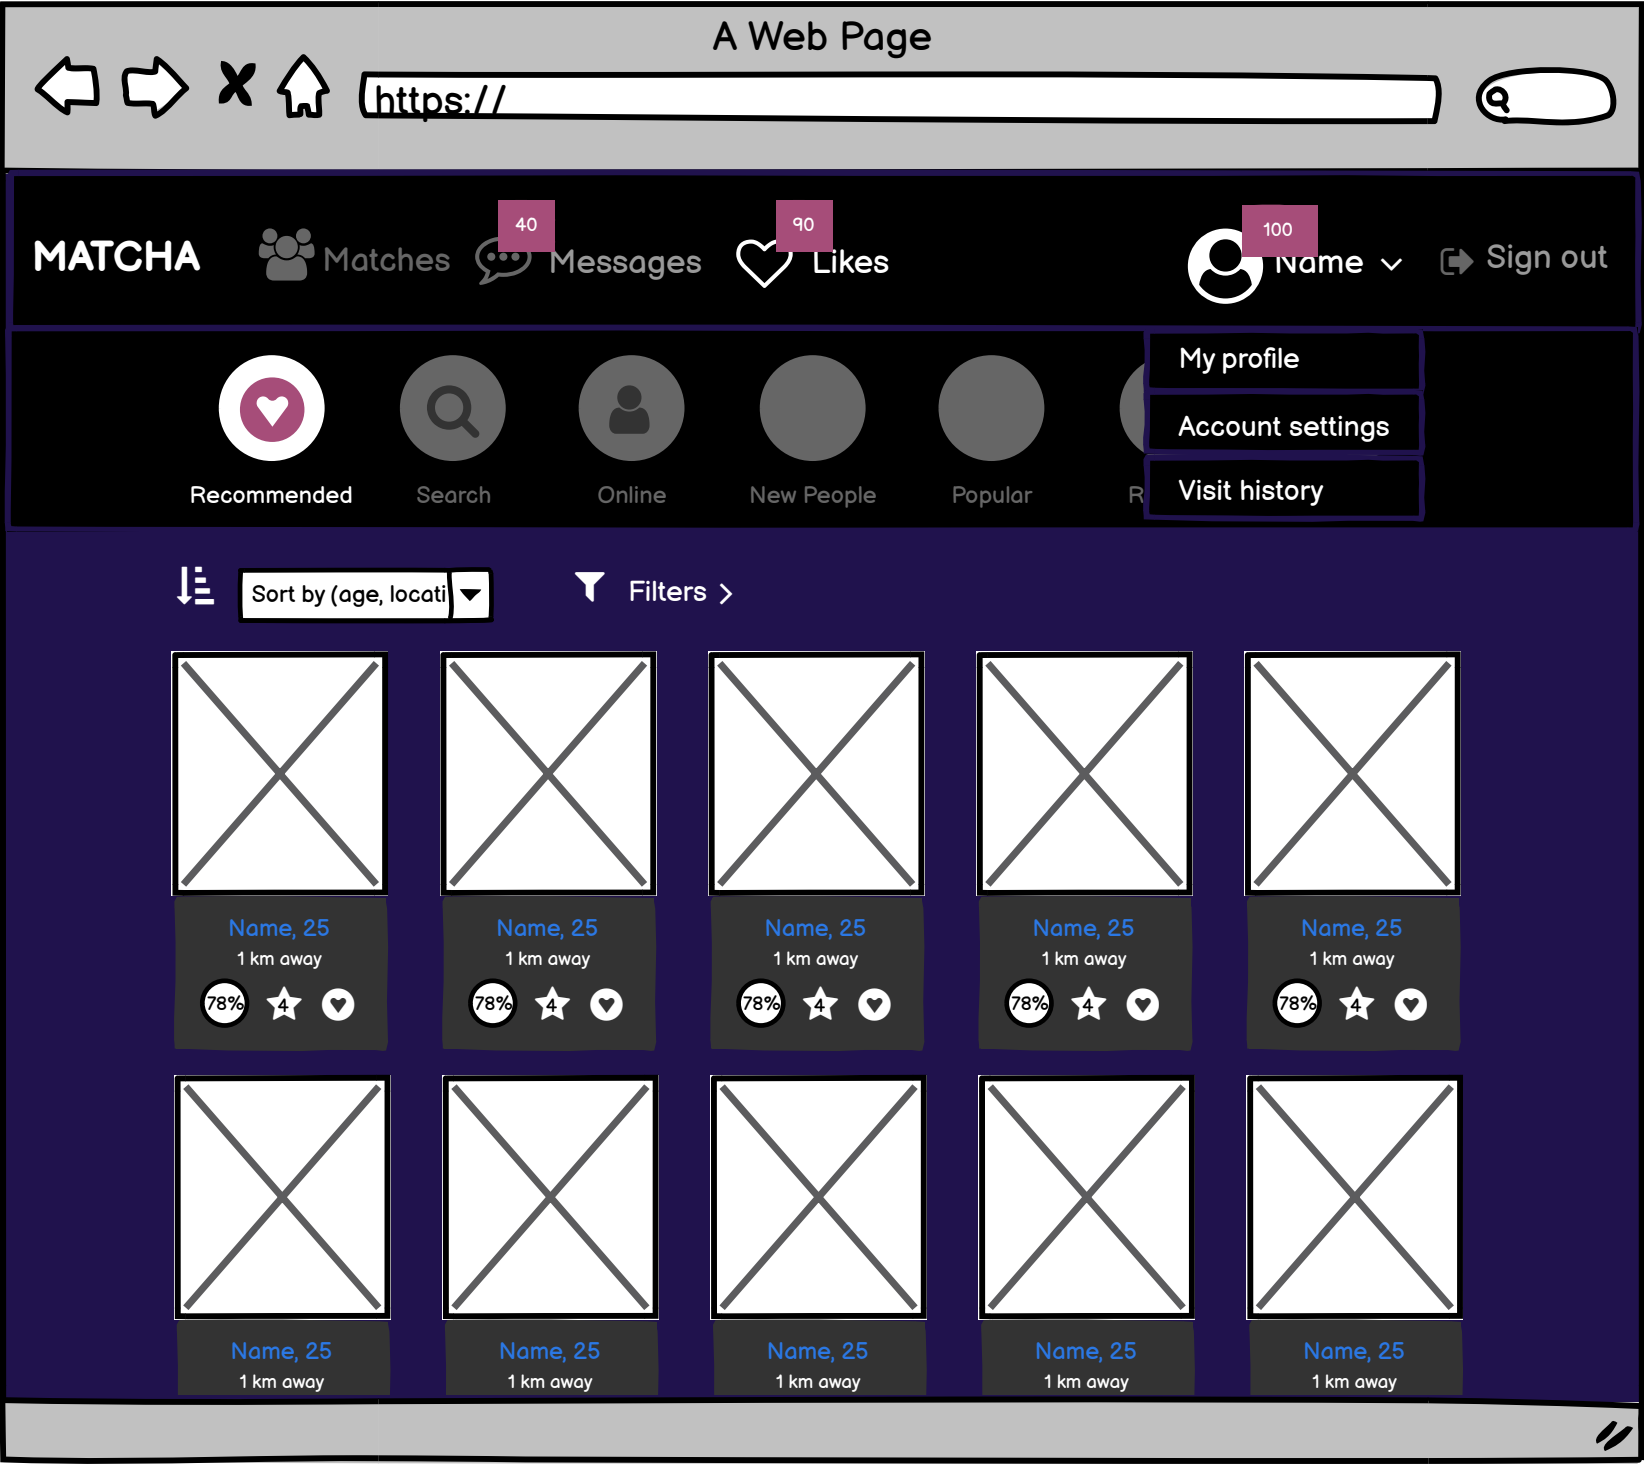 A Web Page
https://
MATCHA
Matches
40
Messages
90
Likes
100
Name
Sign out
My profile
Account settings
Visit history
Recommended
Search
Online
New People
Popular
R
Sort by (age, locati
Filters
Name, 25
Name, 25
Name, 25
Name, 25
Name, 25
1 km away
1 km away
1 km away
1 km away
1 km away
78% 4
78% 4
78% 4
78% 4
78% 4
Name, 25
Name, 25
Name, 25
Name, 25
Name, 25
1 km away
1 km away
1 km away
1 km away
1 km away